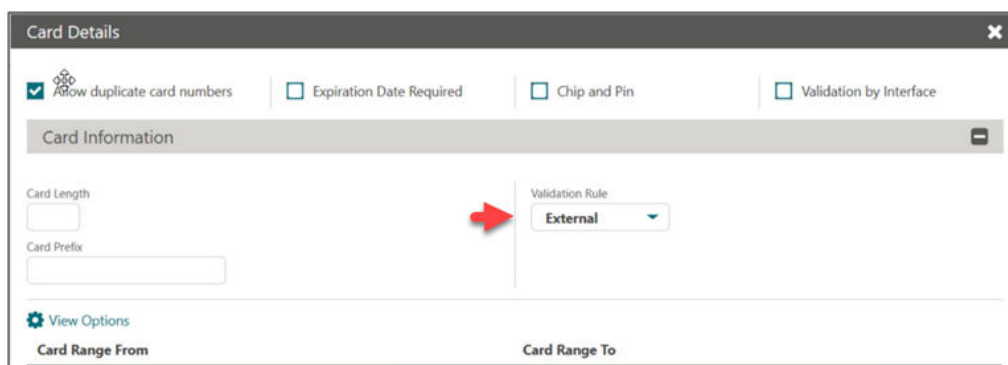 Card Details
Allow duplicate card numbers Expiration Date Required Chip and Pin Validation by Interface
Card Information
Card Length Validation Rule
External
Card Prefix
View Options
Card Range From Card Range To